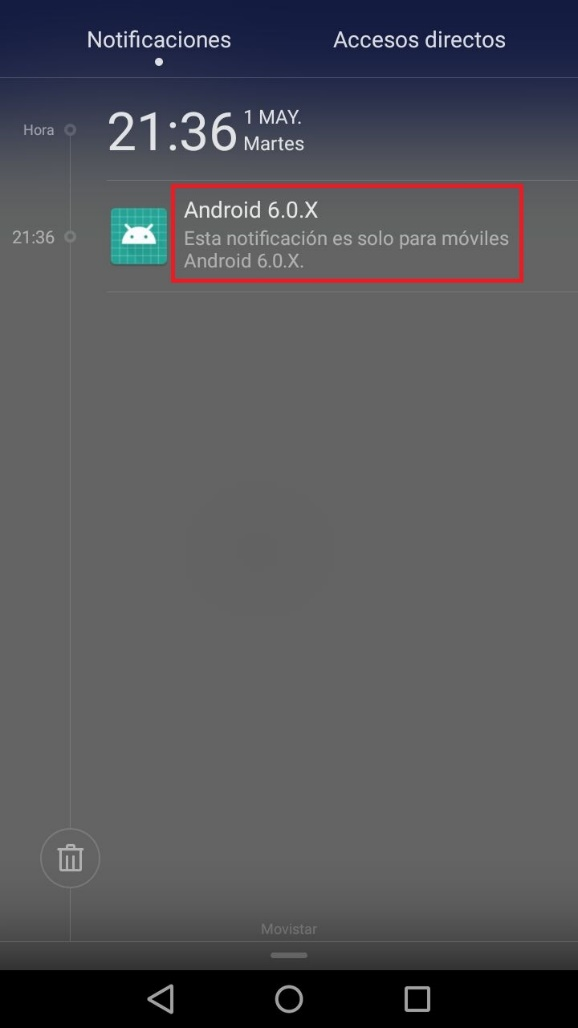 Notificaciones
Accesos directos
Hora
21:36
1 MAY.
Martes
21:36
Android 6.0.X
Esta notificación es solo para móviles
Android 6.0.X.
Movistar